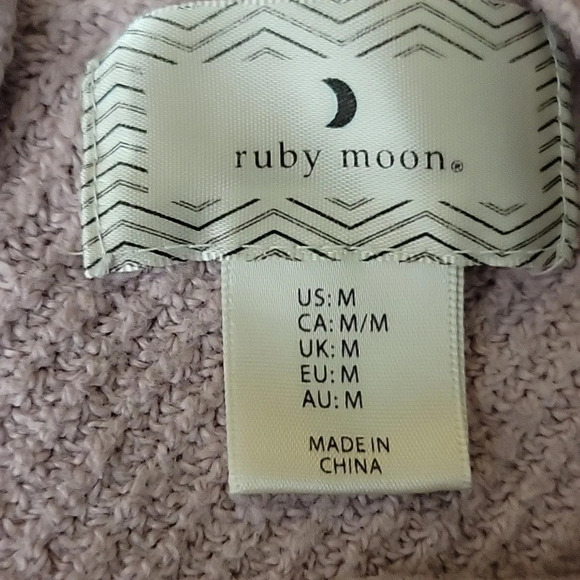 ruby moon®
US: M
CA: M/M
UK: M
EU: M
AU: M
MADE IN
CHINA